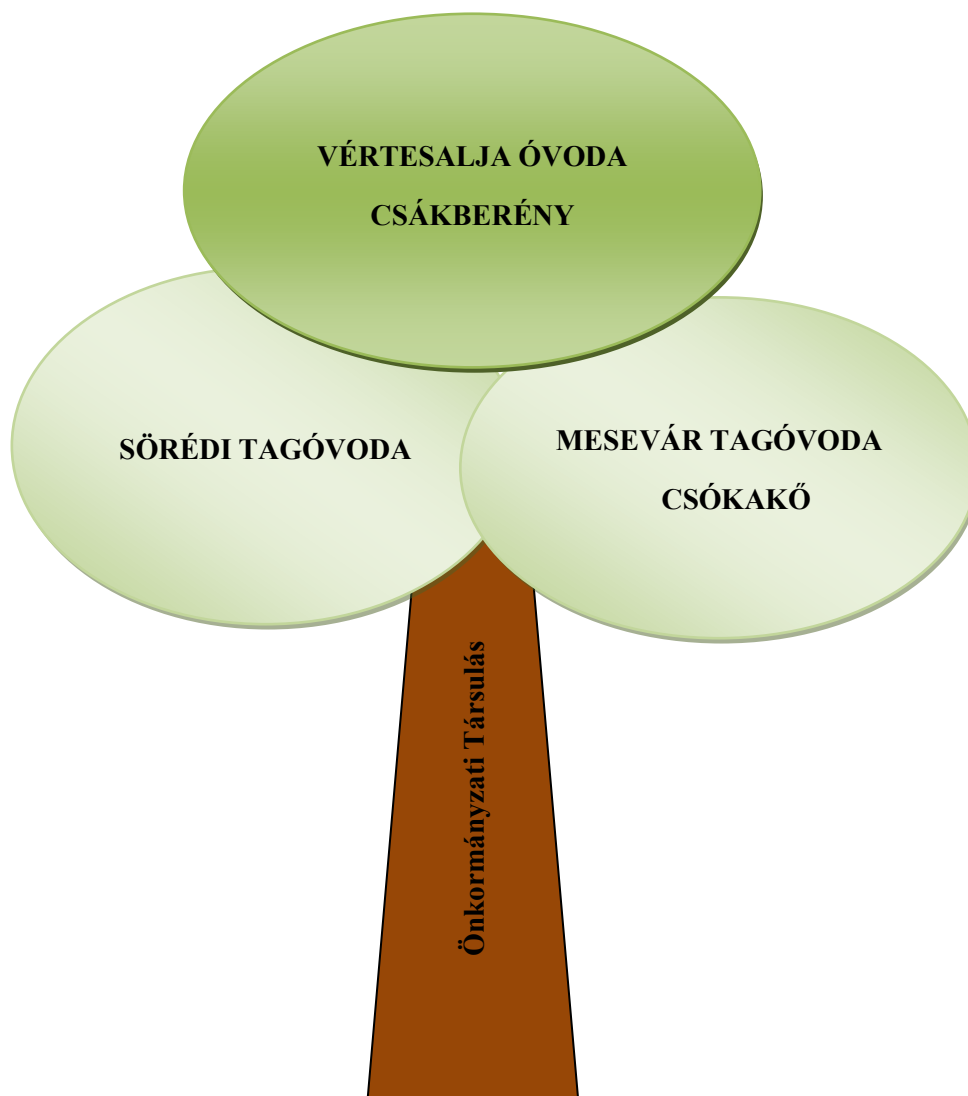 VÉRTESALJA ÓVODA
CSÁKBERÉNY
SÖRÉDI TAGÓVODA
MESEVÁR TAGÓVODA
CSÓKAKŐ
Önkormányzati Társulás